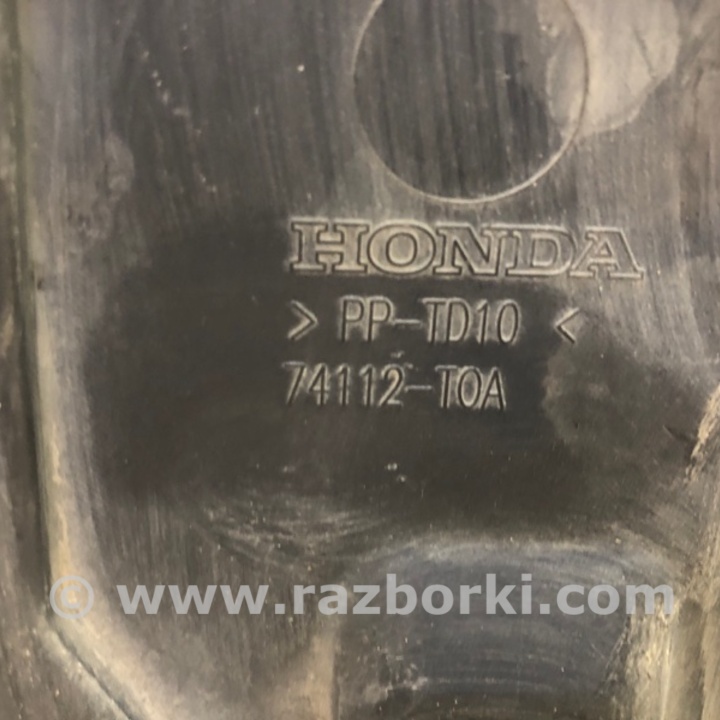 HONDA
> PP-TD10 <
74112-T0A
© www.razborki.com